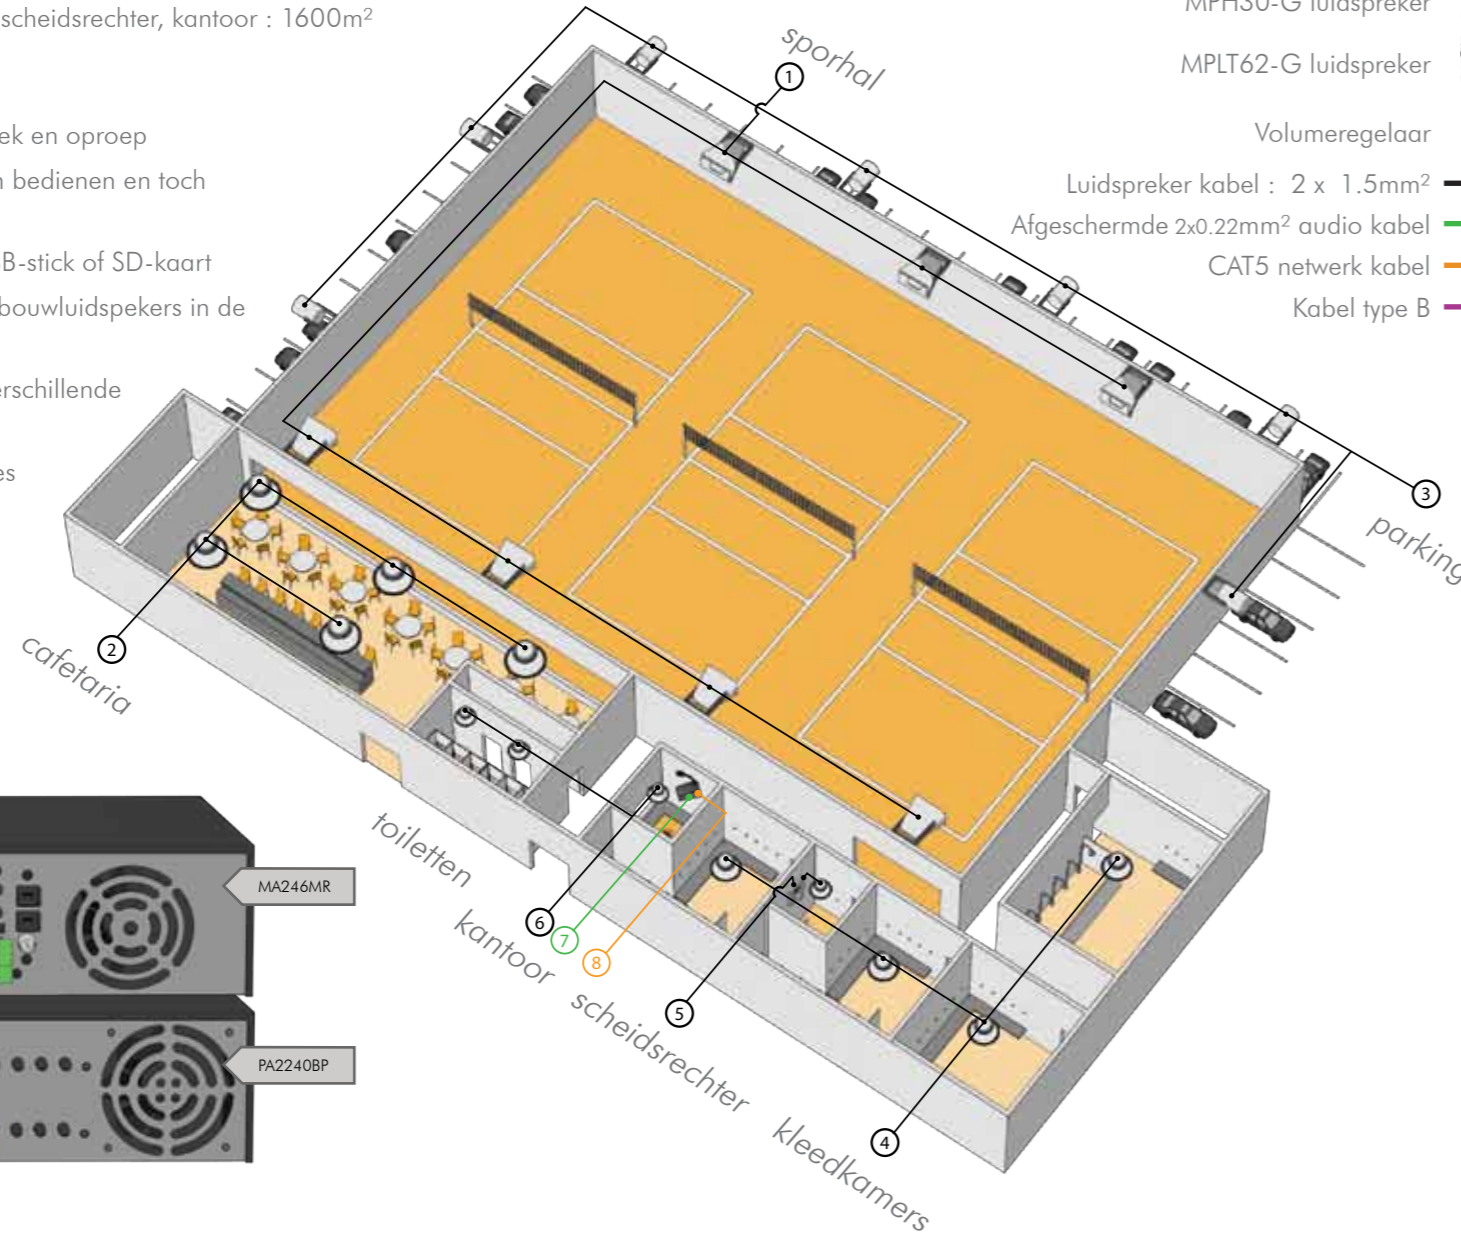 scheidsrechter, kantoor : 1600m²
ek en oproep
bedienen en toch
B-stick of SD-kaart
bouwluidspekers in de
erschillende
es
MPH30-G luidspreker
MPLT62-G luidspreker
Volumeregelaar
Luidspreker kabel : 2 x 1.5mm²
Afgeschermde 2x0.22mm² audio kabel
CAT5 netwerk kabel
Kabel type B
sporhal
1
3
parking
2
cafetaria
toiletten
6
7
8
kantoor
5
scheidsrechter
4
kleedkamers
MA246MR
PA2240BP